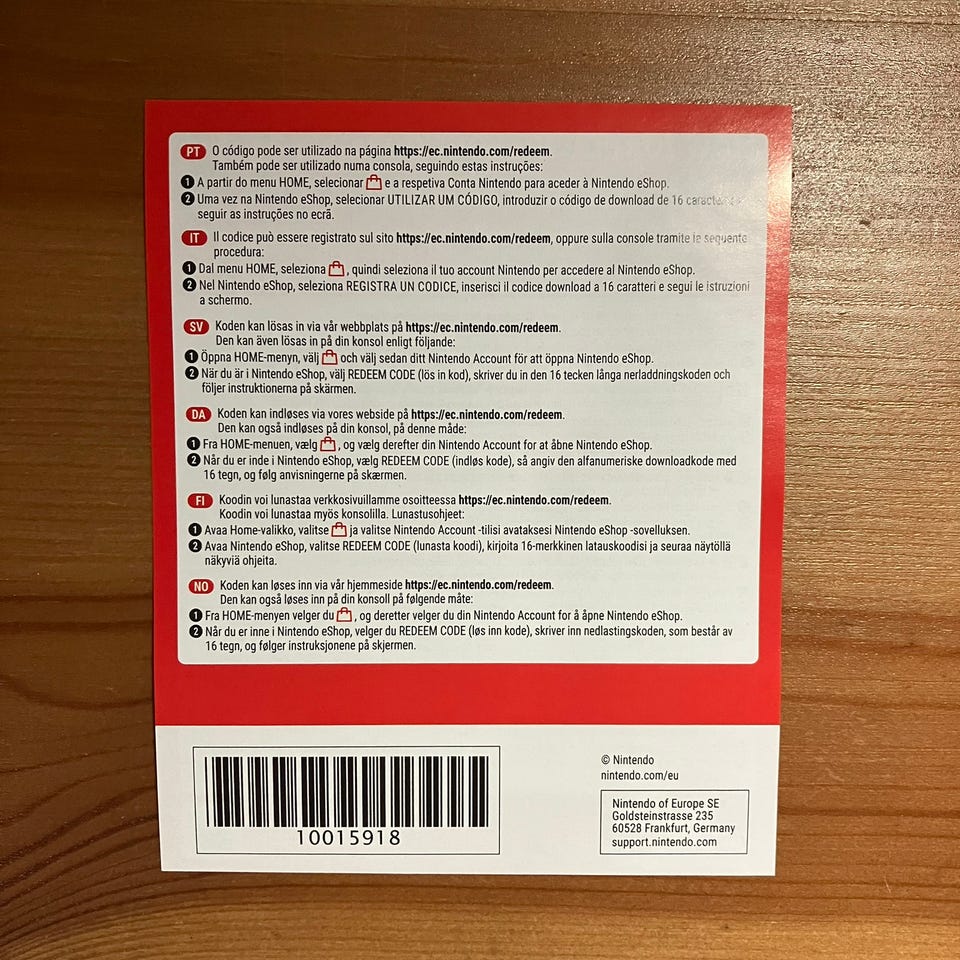 PT O código pode ser utilizado na página https://ec.nintendo.com/redeem.
Também pode ser utilizado numa consola, seguindo estas instruções:
1 A partir do menu HOME, selecionar e a respetiva Conta Nintendo para aceder à Nintendo eShop.
2 Uma vez na Nintendo eShop, selecionar UTILIZAR UM CÓDIGO, introduzir o código de download de 16 caracteres e
seguir as instruções no ecrã.
IT Il codice può essere registrato sul sito https://ec.nintendo.com/redeem, oppure sulla console tramite la seguente
procedura:
1 Dal menu HOME, seleziona , quindi seleziona il tuo account Nintendo per accedere al Nintendo eShop.
2 Nel Nintendo eShop, seleziona REGISTRA UN CODICE, inserisci il codice download a 16 caratteri e segui le istruzioni
a schermo.
SV Koden kan lösas in via vår webbplats på https://ec.nintendo.com/redeem.
Den kan även lösas in på din konsol enligt följande:
1 Öppna HOME-menyn, välj och välj sedan ditt Nintendo Account för att öppna Nintendo eShop.
2 När du är i Nintendo eShop, välj REDEEM CODE (lös in kod), skriver du in den 16 tecken långa nerladdningskoden och
följer instruktionerna på skärmen.
DA Koden kan indløses via vores webside på https://ec.nintendo.com/redeem.
Den kan også indløses på din konsol, på denne måde:
1 Fra HOME-menuen, vælg , og vælg derefter din Nintendo Account for at åbne Nintendo eShop.
2 Når du er inde i Nintendo eShop, vælg REDEEM CODE (indløs kode), så angiv den alfanumeriske downloadkode med
16 tegn, og følg anvisningerne på skærmen.
FI Koodin voi lunastaa verkkosivuillamme osoitteessa https://ec.nintendo.com/redeem.
Koodin voi lunastaa myös konsolilla. Lunastusohjeet:
1 Avaa Home-valikko, valitse ja valitse Nintendo Account -tilisi avataksesi Nintendo eShop -sovelluksen.
2 Avaa Nintendo eShop, valitse REDEEM CODE (lunasta koodi), kirjoita 16-merkkinen latauskoodisi ja seuraa näytöllä
näkyviä ohjeita.
NO Koden kan løses inn via vår hjemmeside https://ec.nintendo.com/redeem.
Den kan også løses inn på din konsoll på følgende måte:
1 Fra HOME-menyen velger du , og deretter velger du din Nintendo Account for å åpne Nintendo eShop.
2 Når du er inne i Nintendo eShop, velger du REDEEM CODE (løs inn kode), skriver inn nedlastingskoden, som består av
16 tegn, og følger instruksjonene på skjermen.
10015918
© Nintendo
nintendo.com/eu
Nintendo of Europe SE
Goldsteinstrasse 235
60528 Frankfurt, Germany
support.nintendo.com